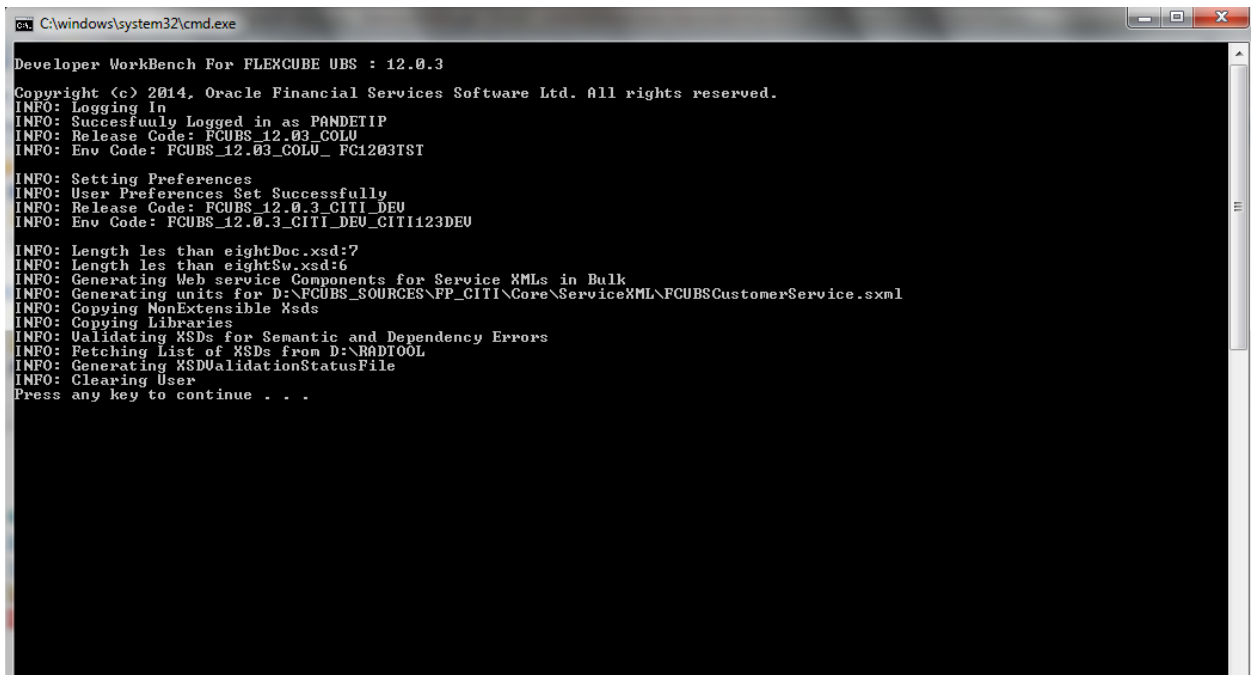 C:\windows\system32\cmd.exe
Developer WorkBench For FLEXCUBE UBS : 12.0.3
Copyright (c) 2014, Oracle Financial Services Software Ltd. All rights reserved.
INFO: Logging In
INFO: Succesfuuly Logged in as PANDETIP
INFO: Release Code: FCUBS_12.03_COLV
INFO: Env Code: FCUBS_12.03_COLV_ FC1203TST
INFO: Setting Preferences
INFO: User Preferences Set Successfully
INFO: Release Code: FCUBS_12.0.3_CITI_DEV
INFO: Env Code: FCUBS_12.0.3_CITI_DEV_CITI123DEV
INFO: Length les than eightDoc.xsd:7
INFO: Length les than eightSw.xsd:6
INFO: Generating Web service Components for Service XMLs in Bulk
INFO: Generating units for D:\FCUBS_SOURCES\FP_CITI\Core\ServiceXML\FCUBSCustomerService.sxml
INFO: Copying NonExtensible Xsds
INFO: Copying Libraries
INFO: Validating XSDs for Semantic and Dependency Errors
INFO: Fetching List of XSDs from D:\RADTOOL
INFO: Generating XSDValidationStatusFile
INFO: Clearing User
Press any key to continue . . .